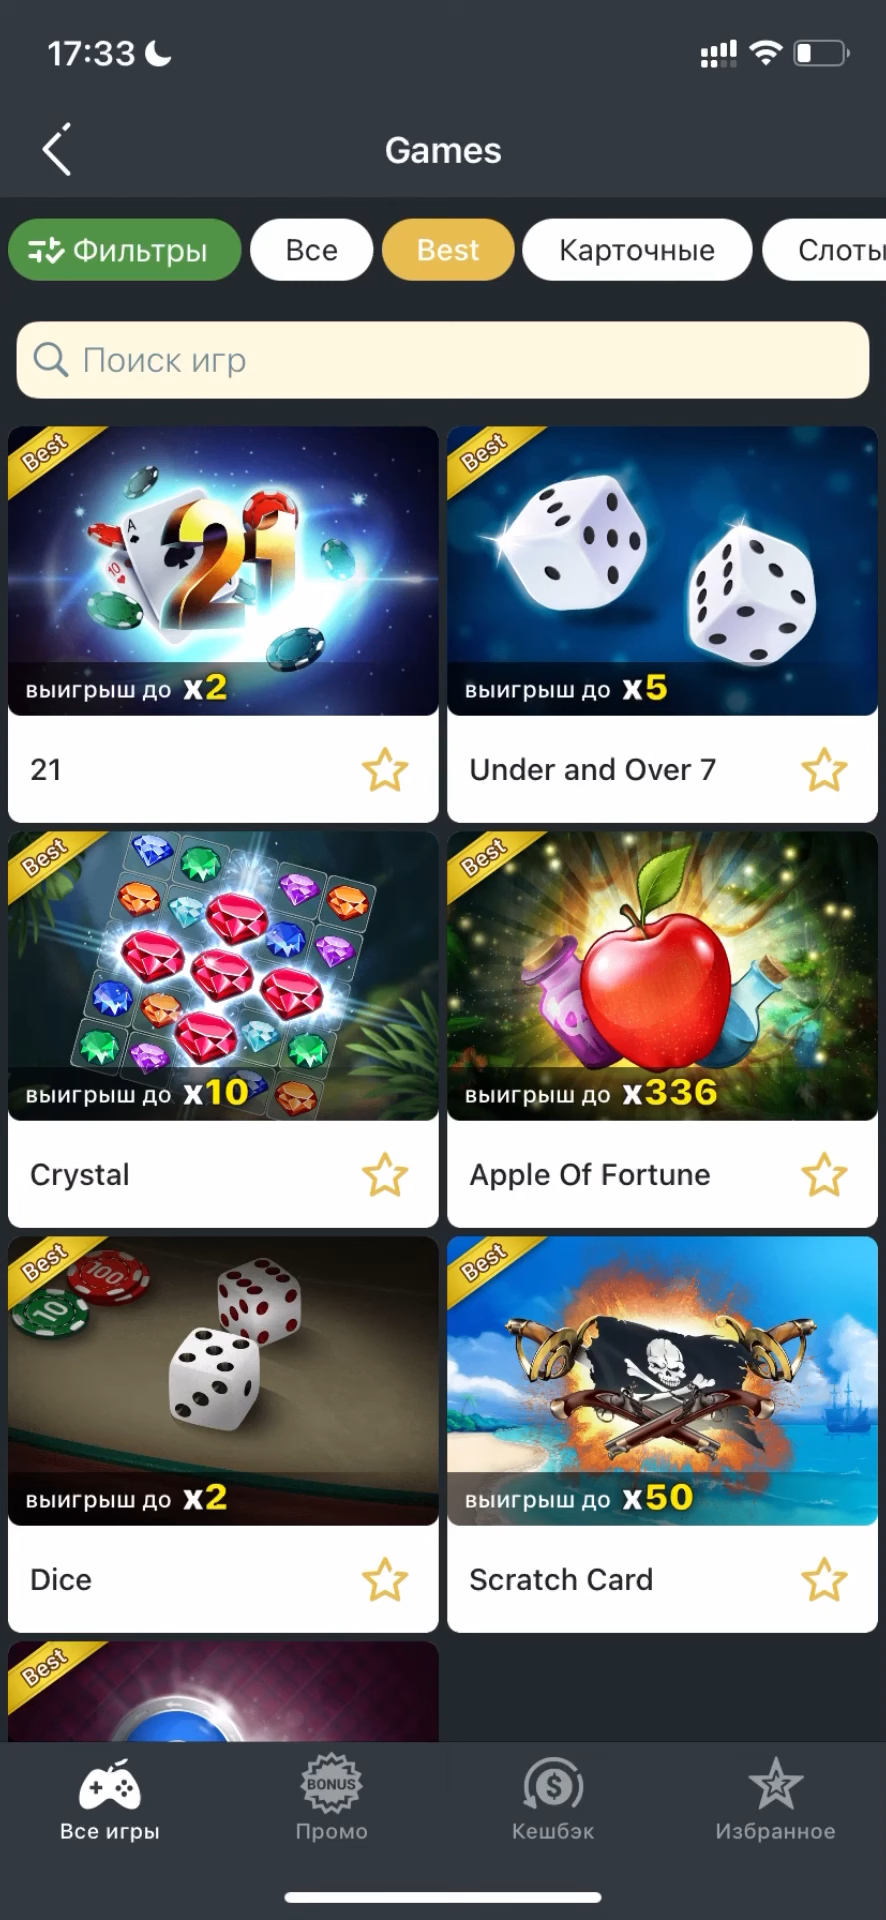 17:33
Games
Фильтры Все Best Карточные Слоты
Поиск игр
Best
A
10
21
выигрыш до x2
21
Best
выигрыш до x5
Under and Over 7
Best
выигрыш до x10
Crystal
Best
выигрыш до x336
Apple Of Fortune
Best
100
10
выигрыш до x2
Dice
Best
выигрыш до x50
Scratch Card
Best
Все игры
BONUS
Промо
$
Кешбэк
Избранное